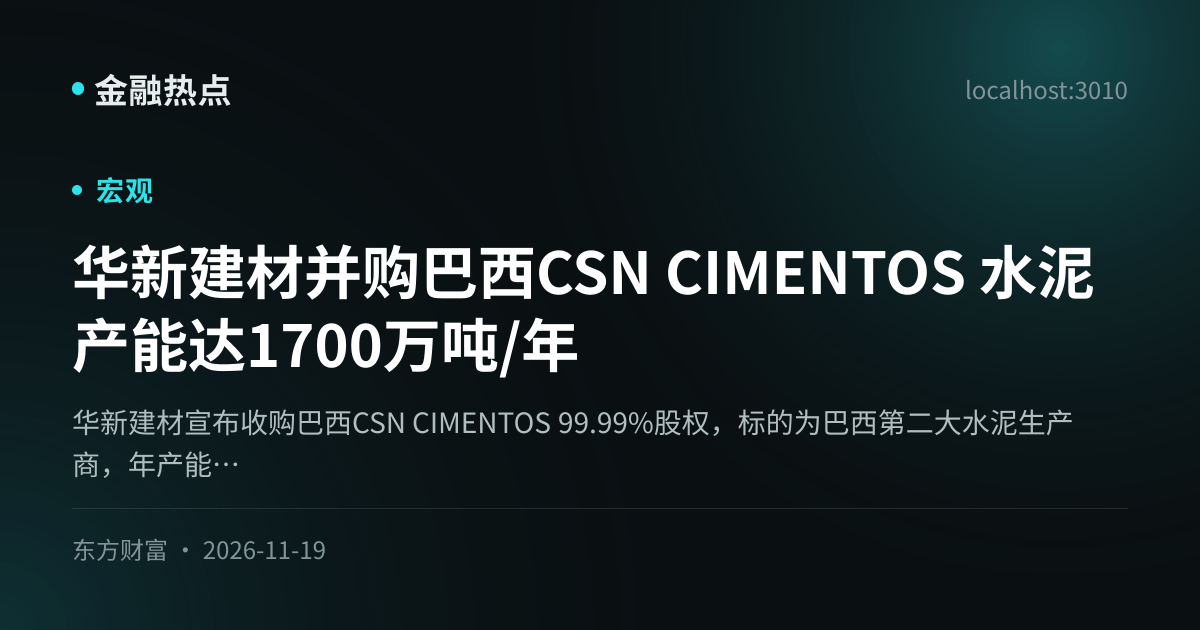 金融热点
localhost:3010
宏观
华新建材并购巴西CSN CIMENTOS 水泥
产能达1700万吨/年
华新建材宣布收购巴西CSN CIMENTOS 99.99%股权，标的为巴西第二大水泥生产
商，年产能…
东方财富 · 2026-11-19